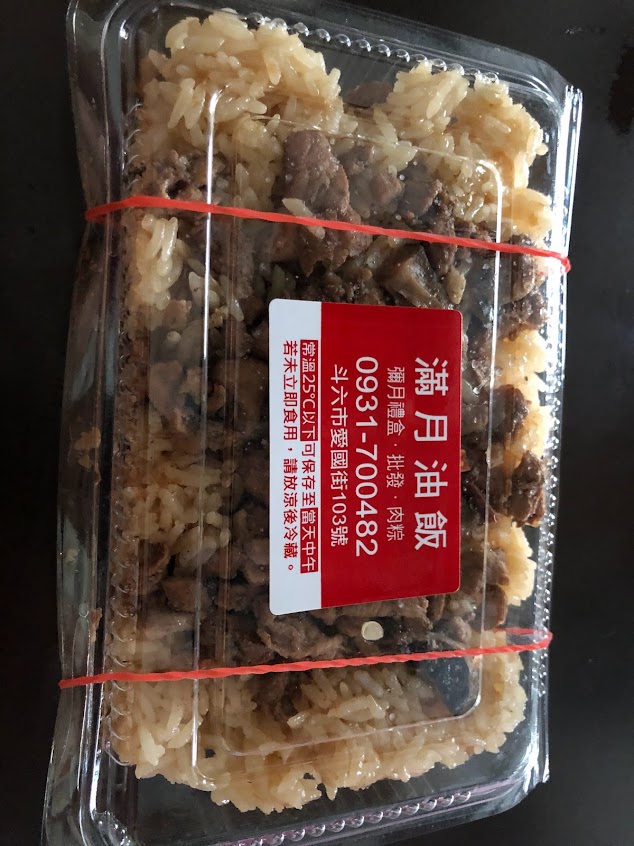 滿月油飯
彌月禮盒·批發·肉粽
0931-700482
斗六市愛國街103號
常溫25°C以下可保存至當天中午
若未立即食用，請放涼後冷藏。